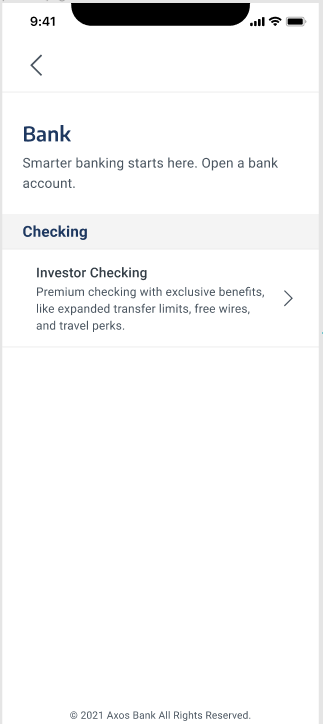 9:41
Bank
Smarter banking starts here. Open a bank
account.
Checking
Investor Checking
Premium checking with exclusive benefits,
like expanded transfer limits, free wires,
and travel perks.
© 2021 Axos Bank All Rights Reserved.